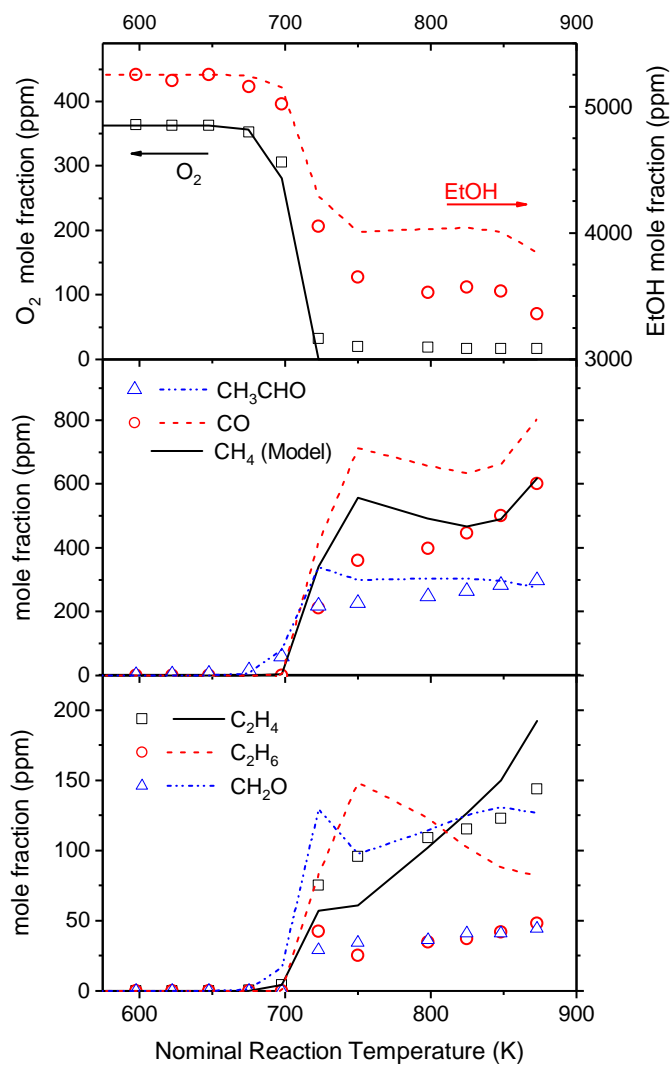 600 700 800 900
400
300
200
100
0
O₂ mole fraction (ppm)
5000
4000
3000
EtOH mole fraction (ppm)
O₂
EtOH
800
600
400
200
0
mole fraction (ppm)
CH₃CHO
CO
CH₄ (Model)
200
150
100
50
0
mole fraction (ppm)
C₂H₄
C₂H₆
CH₂O
600 700 800 900
Nominal Reaction Temperature (K)